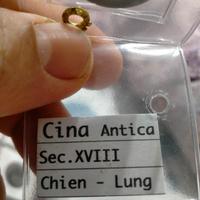 Cina Antica
Sec.XVIII
Chien - Lung